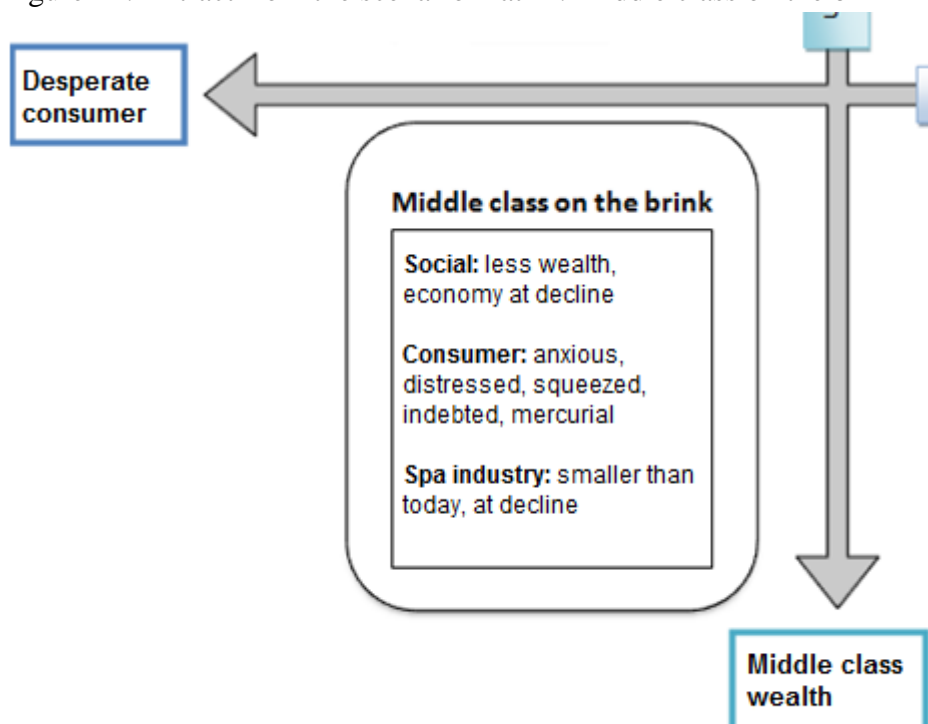 Desperate
consumer
Middle class on the brink
Social: less wealth,
economy at decline
Consumer: anxious,
distressed, squeezed,
indebted, mercurial
Spa industry: smaller than
today, at decline
Middle class
wealth